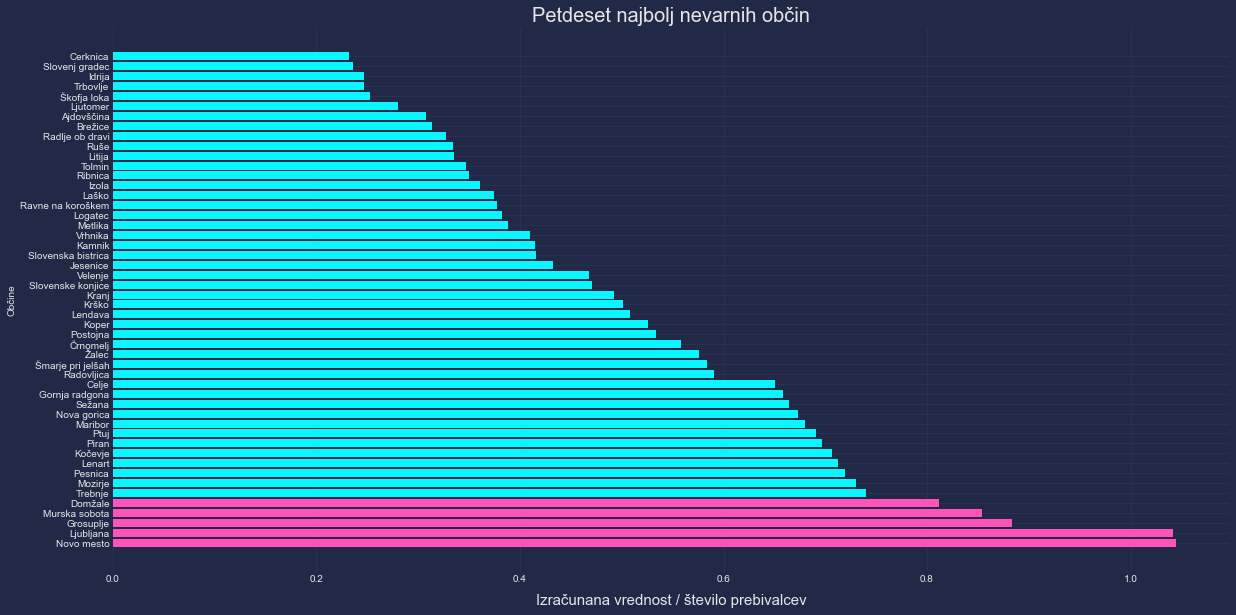 Petdeset najbolj nevarnih občin
Občine
Cerknica
Slovenj gradec
Idrija
Trbovlje
Škofja loka
Ljutomer
Ajdovščina
Brežice
Radlje ob dravi
Ruše
Litija
Tolmin
Ribnica
Izola
Laško
Ravne na koroškem
Logatec
Metlika
Vrhnika
Kamnik
Slovenska bistrica
Jesenice
Velenje
Slovenske konjice
Kranj
Krško
Lendava
Koper
Postojna
Črnomelj
Žalec
Šmarje pri jelšah
Radovljica
Celje
Gornja radgona
Sežana
Nova gorica
Maribor
Ptuj
Piran
Kočevje
Lenart
Pesnica
Mozirje
Trebnje
Domžale
Murska sobota
Grosuplje
Ljubljana
Novo mesto
0.0 0.2 0.4 0.6 0.8 1.0
Izračunana vrednost / število prebivalcev